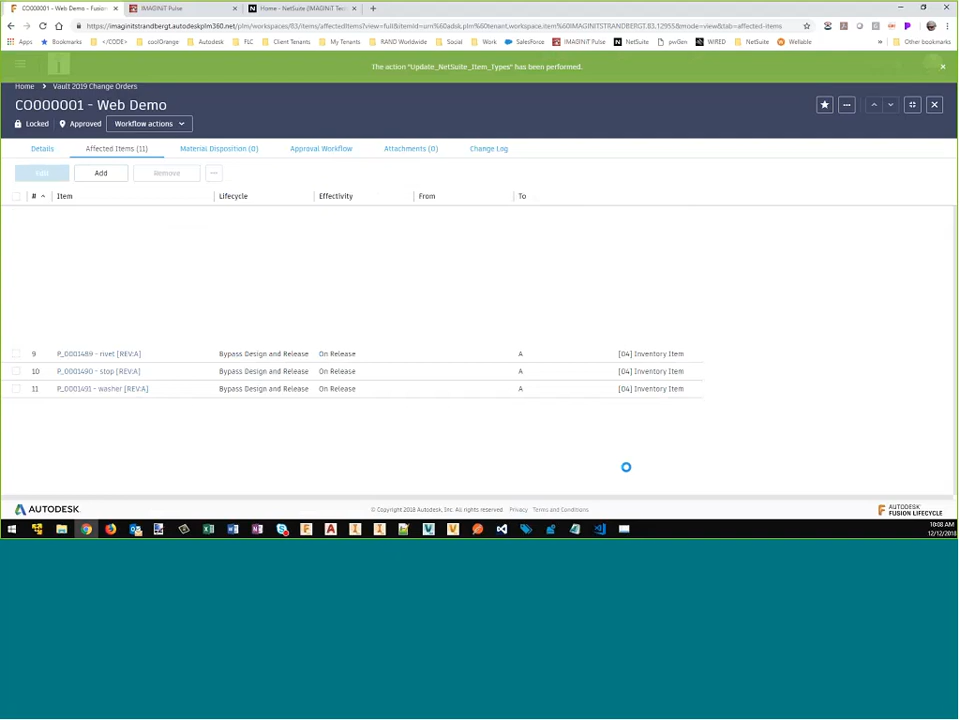 CO000001 - Web Demo - Fusion
IMAGINiT Pulse
Home - NetSuite (IMAGINiT Tec
https://imaginitstrandbergt.autodeskplm360.net/plm/workspaces/83/items/affectedItems?view=full&itemId=urn%60adsk,plm%60tenant,workspace,item%60IMAGINITSTRANDBERGT,83,12955&mode=view&tab=affected-items
Apps Bookmarks </CODE> coolOrange Autodesk FLC Client Tenants My Tenants RAND Worldwide Social Work SalesForce IMAGINiT Pulse NetSuite pwGen WIRED NetSuite Wellable » Other bookmarks
The action "Update_NetSuite_Item_Types" has been performed.
Home Vault 2019 Change Orders
CO000001 - Web Demo
Locked Approved Workflow actions
Details Affected Items (11) Material Disposition (0) Approval Workflow Attachments (0) Change Log
Edit Add Remove ...
# Item Lifecycle Effectivity From To
9 P_0001489 - rivet [REV:A] Bypass Design and Release On Release A [04] Inventory Item
10 P_0001490 - stop [REV:A] Bypass Design and Release On Release A [04] Inventory Item
11 P_0001491 - washer [REV:A] Bypass Design and Release On Release A [04] Inventory Item
AUTODESK © Copyright 2018 Autodesk, Inc. All rights reserved Privacy Terms and Conditions AUTODESK FUSION LIFECYCLE
10:08 AM
12/12/2018